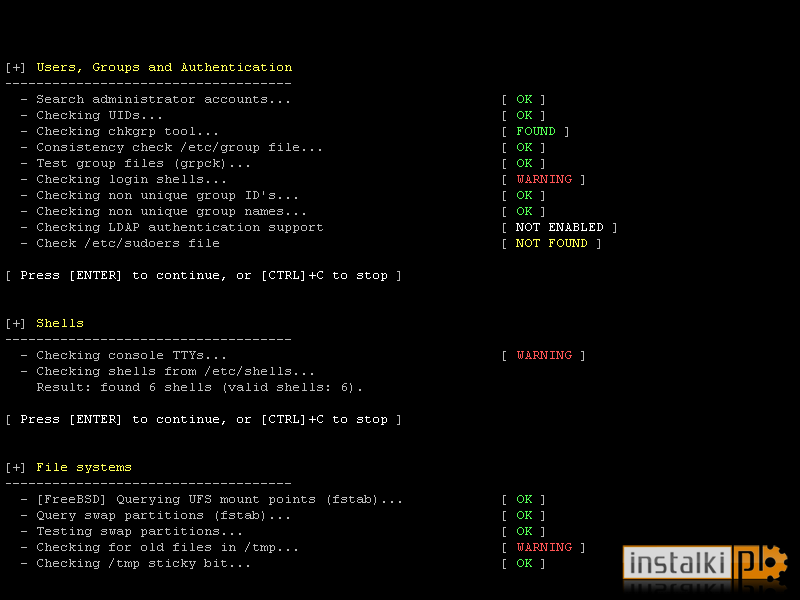 [+] Users, Groups and Authentication
------------------------------------
- Search administrator accounts... [ OK ]
- Checking UIDs... [ OK ]
- Checking chkgrp tool... [ FOUND ]
- Consistency check /etc/group file... [ OK ]
- Test group files (grpck)... [ OK ]
- Checking login shells... [ WARNING ]
- Checking non unique group ID's... [ OK ]
- Checking non unique group names... [ OK ]
- Checking LDAP authentication support [ NOT ENABLED ]
- Check /etc/sudoers file [ NOT FOUND ]
[ Press [ENTER] to continue, or [CTRL]+C to stop ]
[+] Shells
------------------------------------
- Checking console TTYs... [ WARNING ]
- Checking shells from /etc/shells...
Result: found 6 shells (valid shells: 6).
[ Press [ENTER] to continue, or [CTRL]+C to stop ]
[+] File systems
------------------------------------
- [FreeBSD] Querying UFS mount points (fstab)... [ OK ]
- Query swap partitions (fstab)... [ OK ]
- Testing swap partitions... [ OK ]
- Checking for old files in /tmp... [ WARNING ]
- Checking /tmp sticky bit... [ OK ]
instalki pl